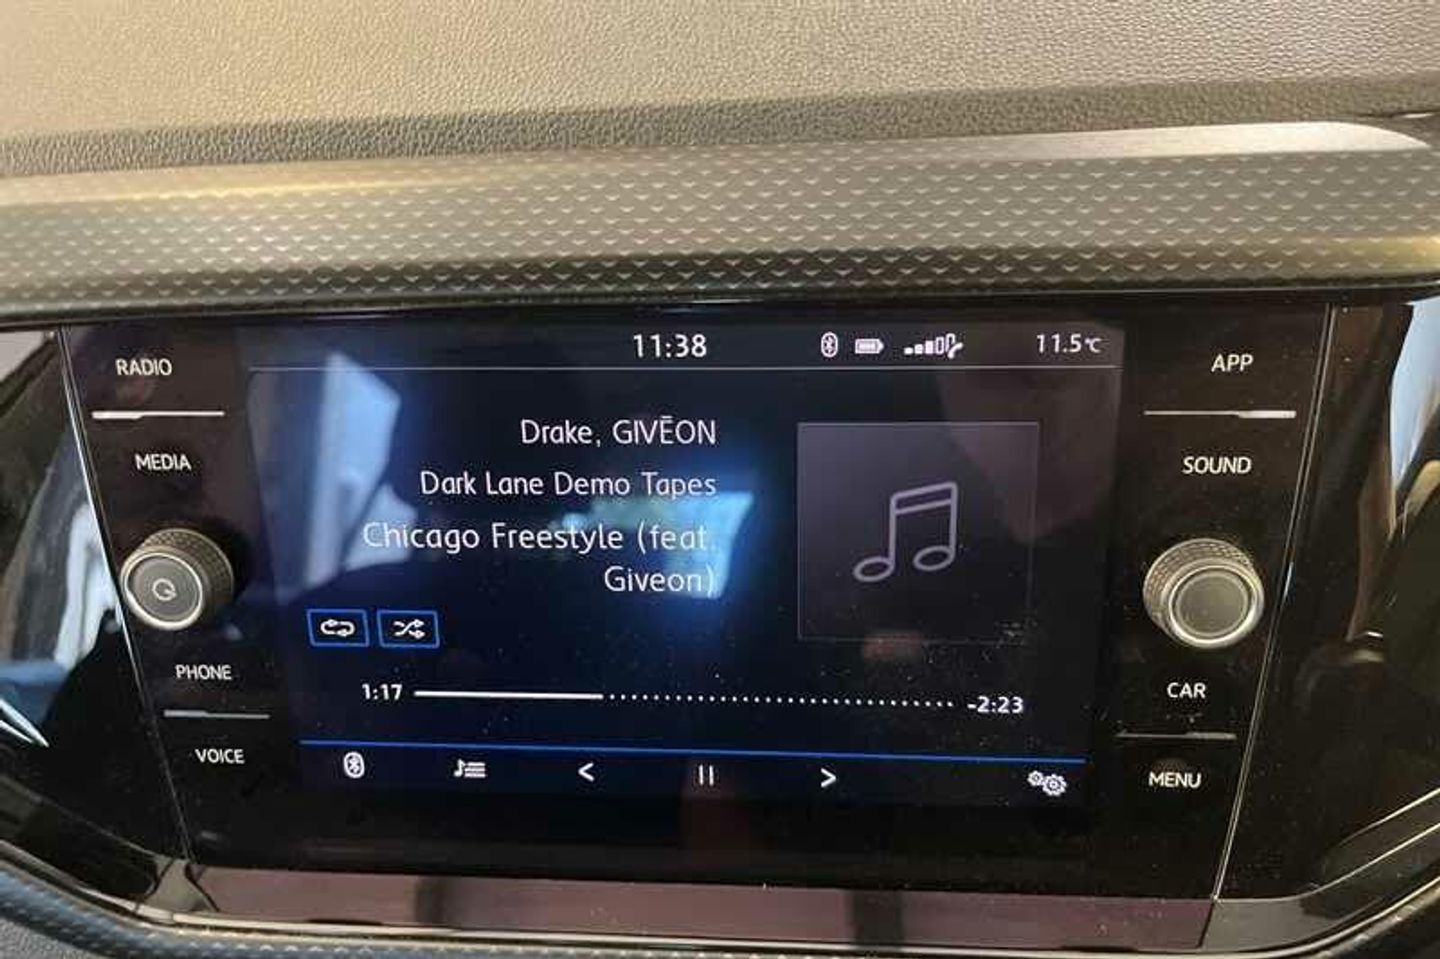 11:38
11.5°C
RADIO
MEDIA
PHONE
VOICE
Drake, GIVĒON
Dark Lane Demo Tapes
Chicago Freestyle (feat.
Giveon)
1:17
-2:23
APP
SOUND
CAR
MENU